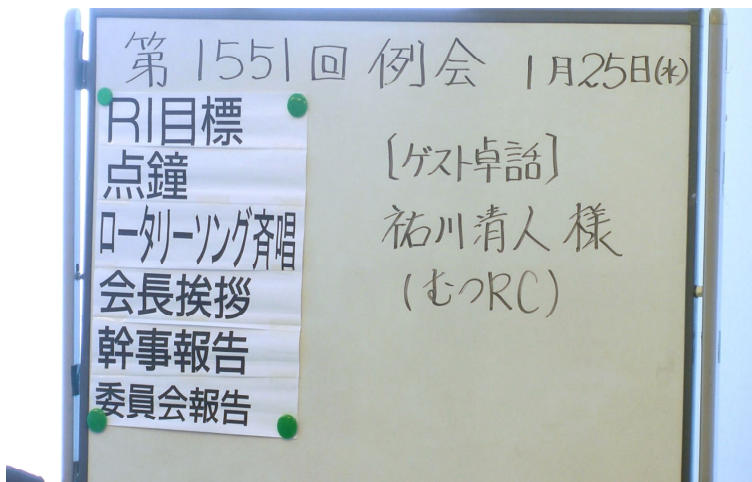 第1551回 例会 1月25日(水)
RI目標
点鐘
ロータリーソング斉唱
会長挨拶
幹事報告
委員会報告
[ゲスト卓話]
祐川清人 様
(むつRC)